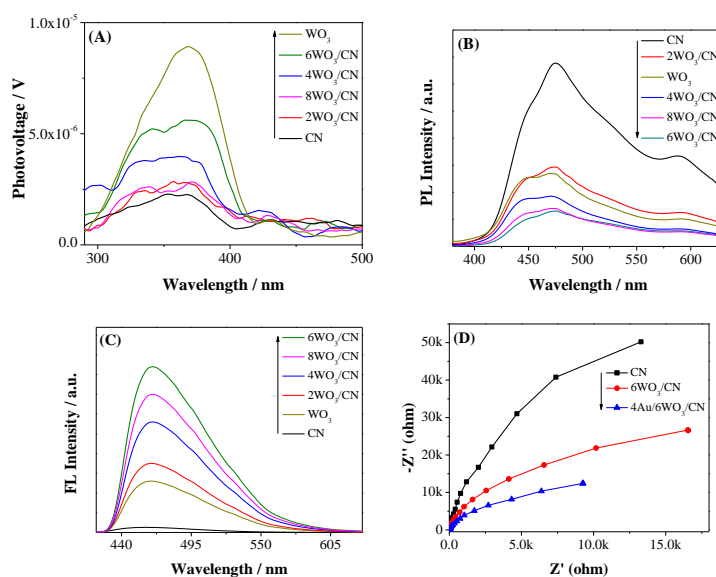 (A)
1.0×10⁻⁵
5.0×10⁻⁶
0.0
Photovoltage / V
WO₃
6WO₃/CN
4WO₃/CN
8WO₃/CN
2WO₃/CN
CN
300
400
500
Wavelength / nm
(B)
PL Intensity / a.u.
CN
2WO₃/CN
WO₃
4WO₃/CN
8WO₃/CN
6WO₃/CN
400
450
500
550
600
Wavelength / nm
(C)
FL Intensity / a.u.
6WO₃/CN
8WO₃/CN
4WO₃/CN
2WO₃/CN
WO₃
CN
440
495
550
605
Wavelength / nm
(D)
50k
40k
30k
20k
10k
0
-Z'' (ohm)
CN
6WO₃/CN
4Au/6WO₃/CN
0.0
5.0k
10.0k
15.0k
Z' (ohm)